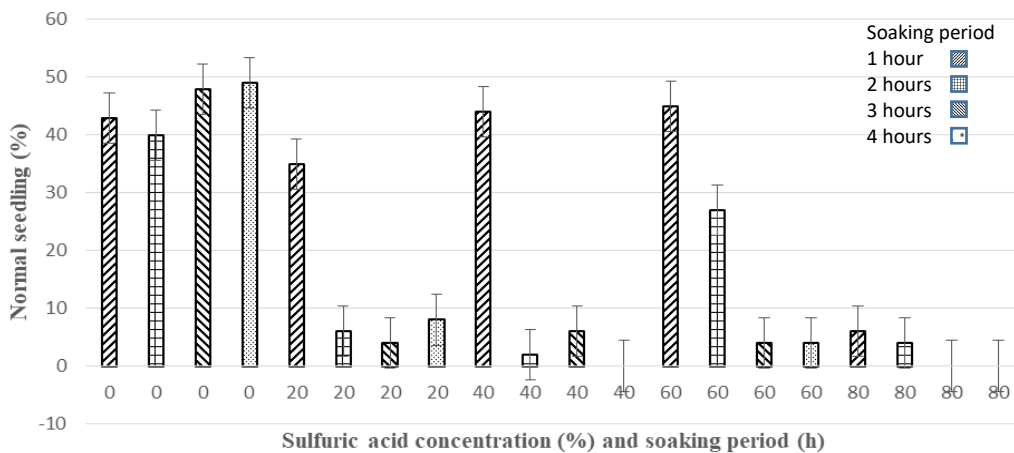 60
50
40
30
20
10
0
-10
Normal seedling (%)
Soaking period
1 hour
2 hours
3 hours
4 hours
0 0 0 0 20 20 20 20 40 40 40 40 60 60 60 60 80 80 80 80
Sulfuric acid concentration (%) and soaking period (h)